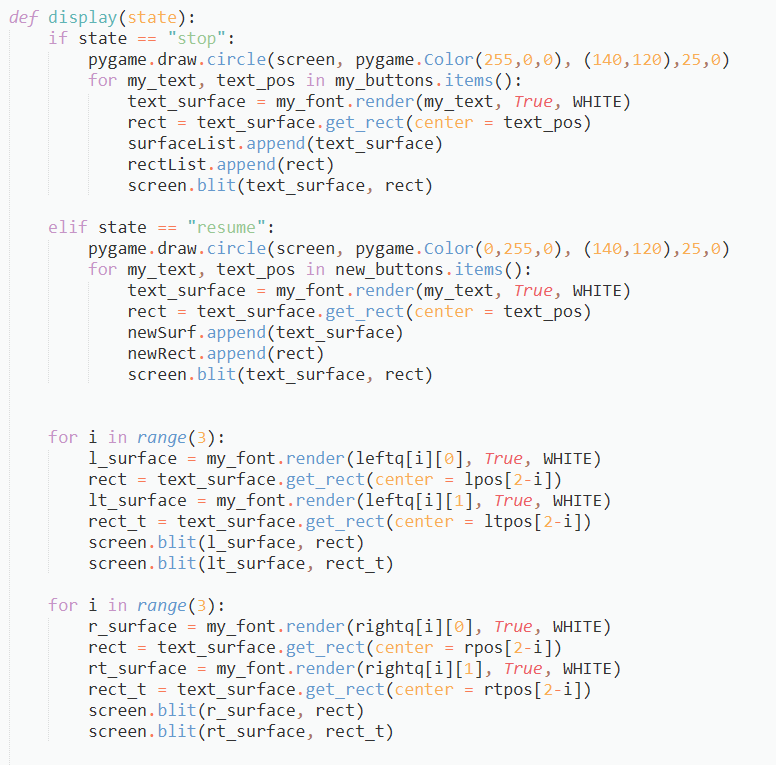 def display(state):
    if state == "stop":
        pygame.draw.circle(screen, pygame.Color(255,0,0), (140,120),25,0)
        for my_text, text_pos in my_buttons.items():
            text_surface = my_font.render(my_text, True, WHITE)
            rect = text_surface.get_rect(center = text_pos)
            surfaceList.append(text_surface)
            rectList.append(rect)
            screen.blit(text_surface, rect)

    elif state == "resume":
        pygame.draw.circle(screen, pygame.Color(0,255,0), (140,120),25,0)
        for my_text, text_pos in new_buttons.items():
            text_surface = my_font.render(my_text, True, WHITE)
            rect = text_surface.get_rect(center = text_pos)
            newSurf.append(text_surface)
            newRect.append(rect)
            screen.blit(text_surface, rect)


    for i in range(3):
        l_surface = my_font.render(leftq[i][0], True, WHITE)
        rect = text_surface.get_rect(center = lpos[2-i])
        lt_surface = my_font.render(leftq[i][1], True, WHITE)
        rect_t = text_surface.get_rect(center = ltpos[2-i])
        screen.blit(l_surface, rect)
        screen.blit(lt_surface, rect_t)

    for i in range(3):
        r_surface = my_font.render(rightq[i][0], True, WHITE)
        rect = text_surface.get_rect(center = rpos[2-i])
        rt_surface = my_font.render(rightq[i][1], True, WHITE)
        rect_t = text_surface.get_rect(center = rtpos[2-i])
        screen.blit(r_surface, rect)
        screen.blit(rt_surface, rect_t)